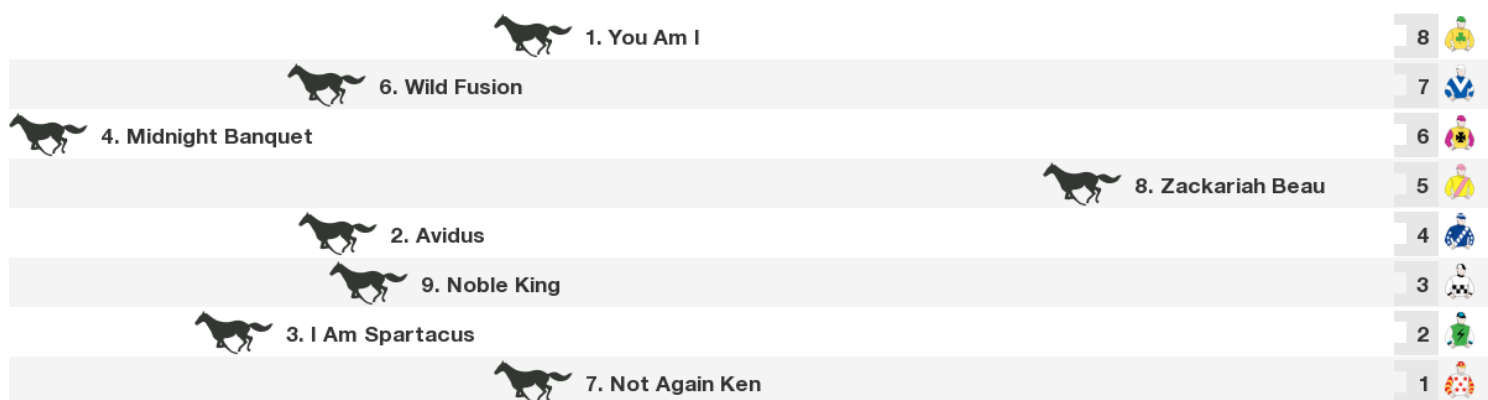 1. You Am I 8
6. Wild Fusion 7
4. Midnight Banquet 6
8. Zackariah Beau 5
2. Avidus 4
9. Noble King 3
3. I Am Spartacus 2
7. Not Again Ken 1